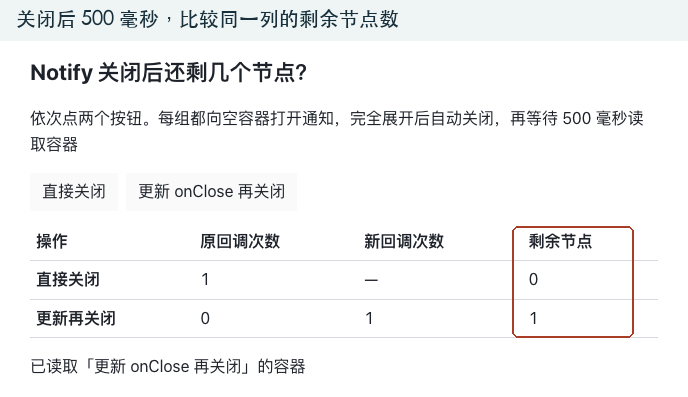 关闭后 500 毫秒，比较同一列的剩余节点数
Notify 关闭后还剩几个节点?
依次点两个按钮。每组都向空容器打开通知，完全展开后自动关闭，再等待 500 毫秒读
取容器
直接关闭 更新 onClose 再关闭
操作 原回调次数 新回调次数 剩余节点
直接关闭 1 — 0
更新再关闭 0 1 1
已读取「更新 onClose 再关闭」的容器